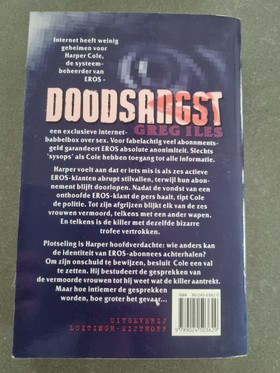 Internet heeft weinig
geheimen voor Harper Cole,
de systeem-
beheerder van
EROS -
DOODSANGST
GREG ILES
een exclusieve internet-
babbelbox over sex. Voor fabelachtig veel abonnements-
geld garandeert EROS absolute anonimiteit. Slechts
'sysops' als Cole hebben toegang tot alle informatie.
Harper voelt aan dat er iets mis is als zes actieve
EROS-klanten abrupt stilvallen, terwijl hun abon-
nement blijft doorlopen. Nadat de vondst van een
onthoofde EROS-klant de pers haalt, tipt Cole
de politie. Tot zijn afgrijzen blijkt elk van de zes
vrouwen vermoord, telkens met een ander wapen.
En telkens is de killer met dezelfde bizarre
trofee vertrokken.
Plotseling is Harper hoofdverdachte: wie anders kan
de identiteit van EROS-abonnees achterhalen?
Om zijn onschuld te bewijzen, besluit Cole een val
te zetten. Hij bestudeert de gesprekken van
de vermoorde vrouwen tot hij weet wat de killer aantrekt.
Maar hoe intiemer de gesprekken
worden, hoe groter het gevaar...
UITGEVERIJ
LUITINGH-SIJTHOFF